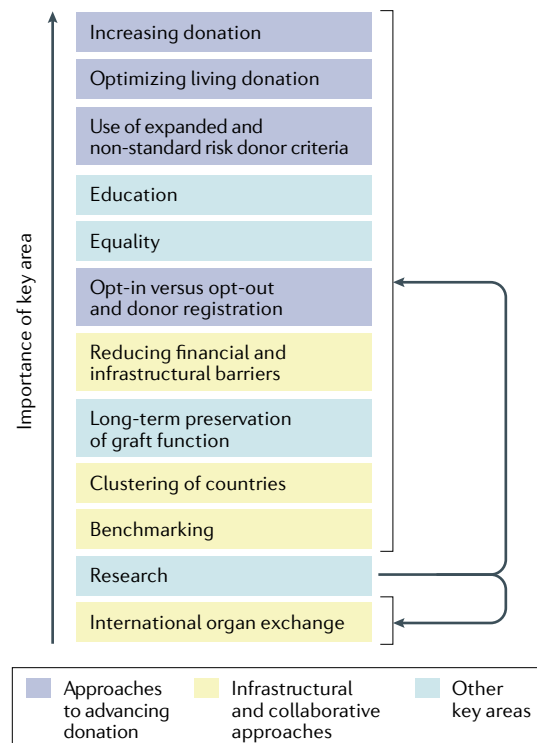 Importance of key area
Increasing donation
Optimizing living donation
Use of expanded and
non-standard risk donor criteria
Education
Equality
Opt-in versus opt-out
and donor registration
Reducing financial and
infrastructural barriers
Long-term preservation
of graft function
Clustering of countries
Benchmarking
Research
International organ exchange
Approaches
to advancing
donation
Infrastructural
and collaborative
approaches
Other
key areas